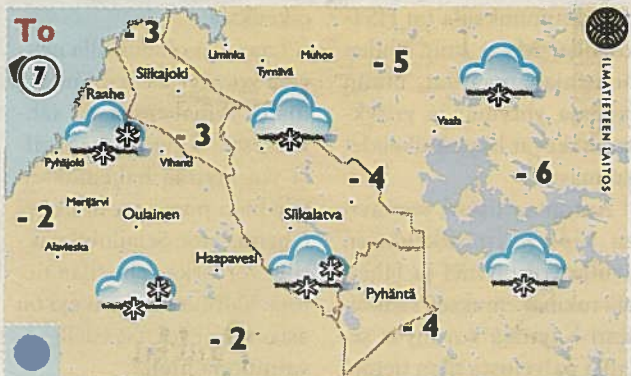 To
- 3
Liminka
Muhos
Tyrnävä
- 5
7
Siikajoki
Raahe
ILMATIETEEN LAITOS
Vaala
- 3
Pyhäjoki
Vihanti
- 4
- 6
Merijärvi
- 2
Oulainen
Siikalatva
Alavieska
Haapavesi
Pyhäntä
- 4
- 2